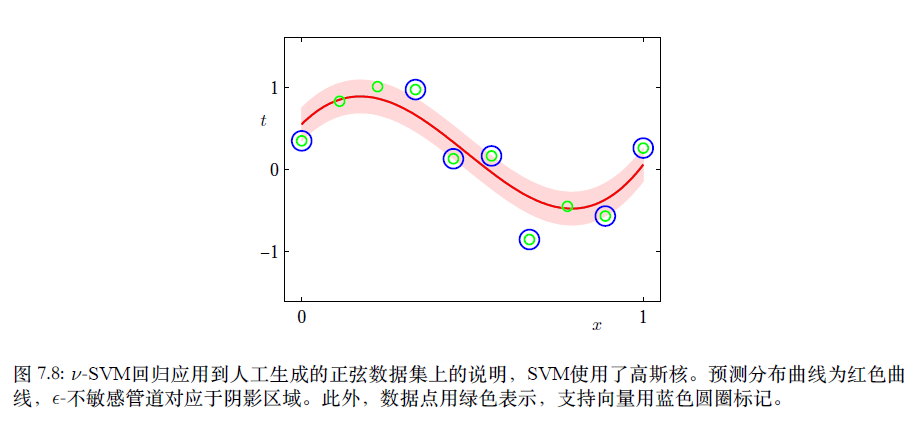 1
t
0
−1
0
1
x
图 7.8: ν-SVM回归应用到人工生成的正弦数据集上的说明，SVM使用了高斯核。预测分布曲线为红色曲
线，ϵ-不敏感管道对应于阴影区域。此外，数据点用绿色表示，支持向量用蓝色圆圈标记。